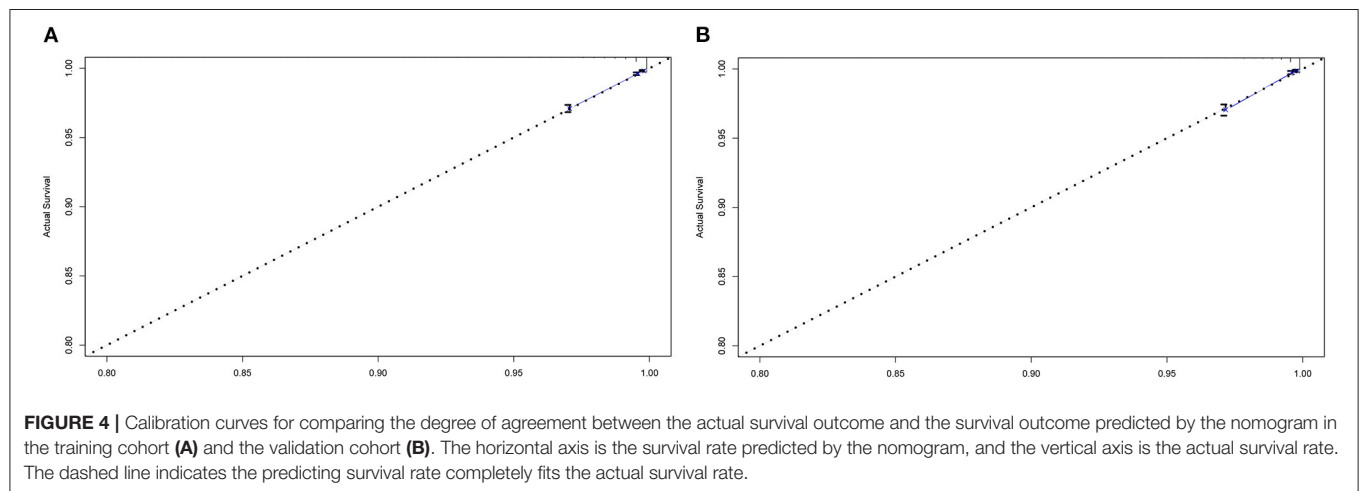 A
B
1.00
0.95
0.90
0.85
0.80
Actual Survival
0.80 0.85 0.90 0.95 1.00
1.00
0.95
0.90
0.85
0.80
Actual Survival
0.80 0.85 0.90 0.95 1.00
FIGURE 4 | Calibration curves for comparing the degree of agreement between the actual survival outcome and the survival outcome predicted by the nomogram in
the training cohort (A) and the validation cohort (B). The horizontal axis is the survival rate predicted by the nomogram, and the vertical axis is the actual survival rate.
The dashed line indicates the predicting survival rate completely fits the actual survival rate.